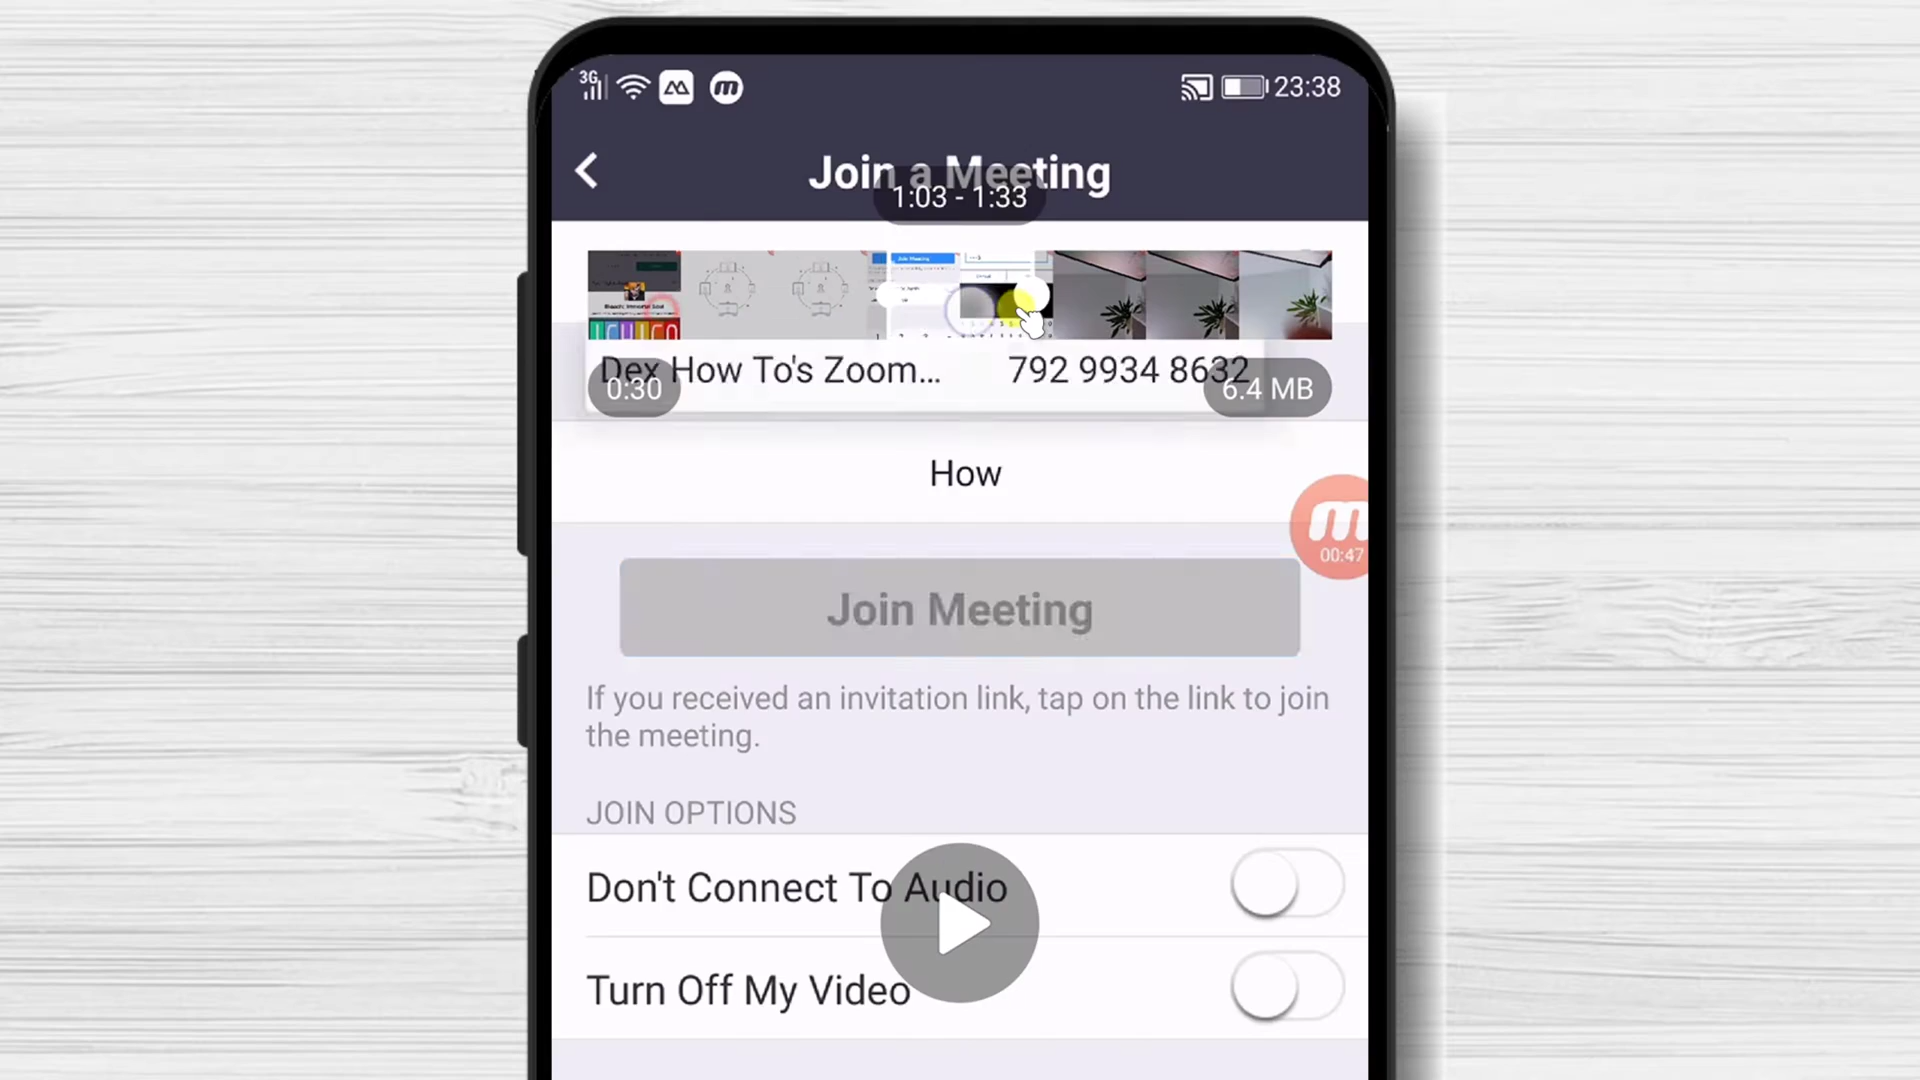 3G 23:38
Join a Meeting
1:03 - 1:33
Dex How To's Zoom... 792 9934 8632
0:30 6.4 MB
How
00:47
Join Meeting
If you received an invitation link, tap on the link to join
the meeting.
JOIN OPTIONS
Don't Connect To Audio
Turn Off My Video